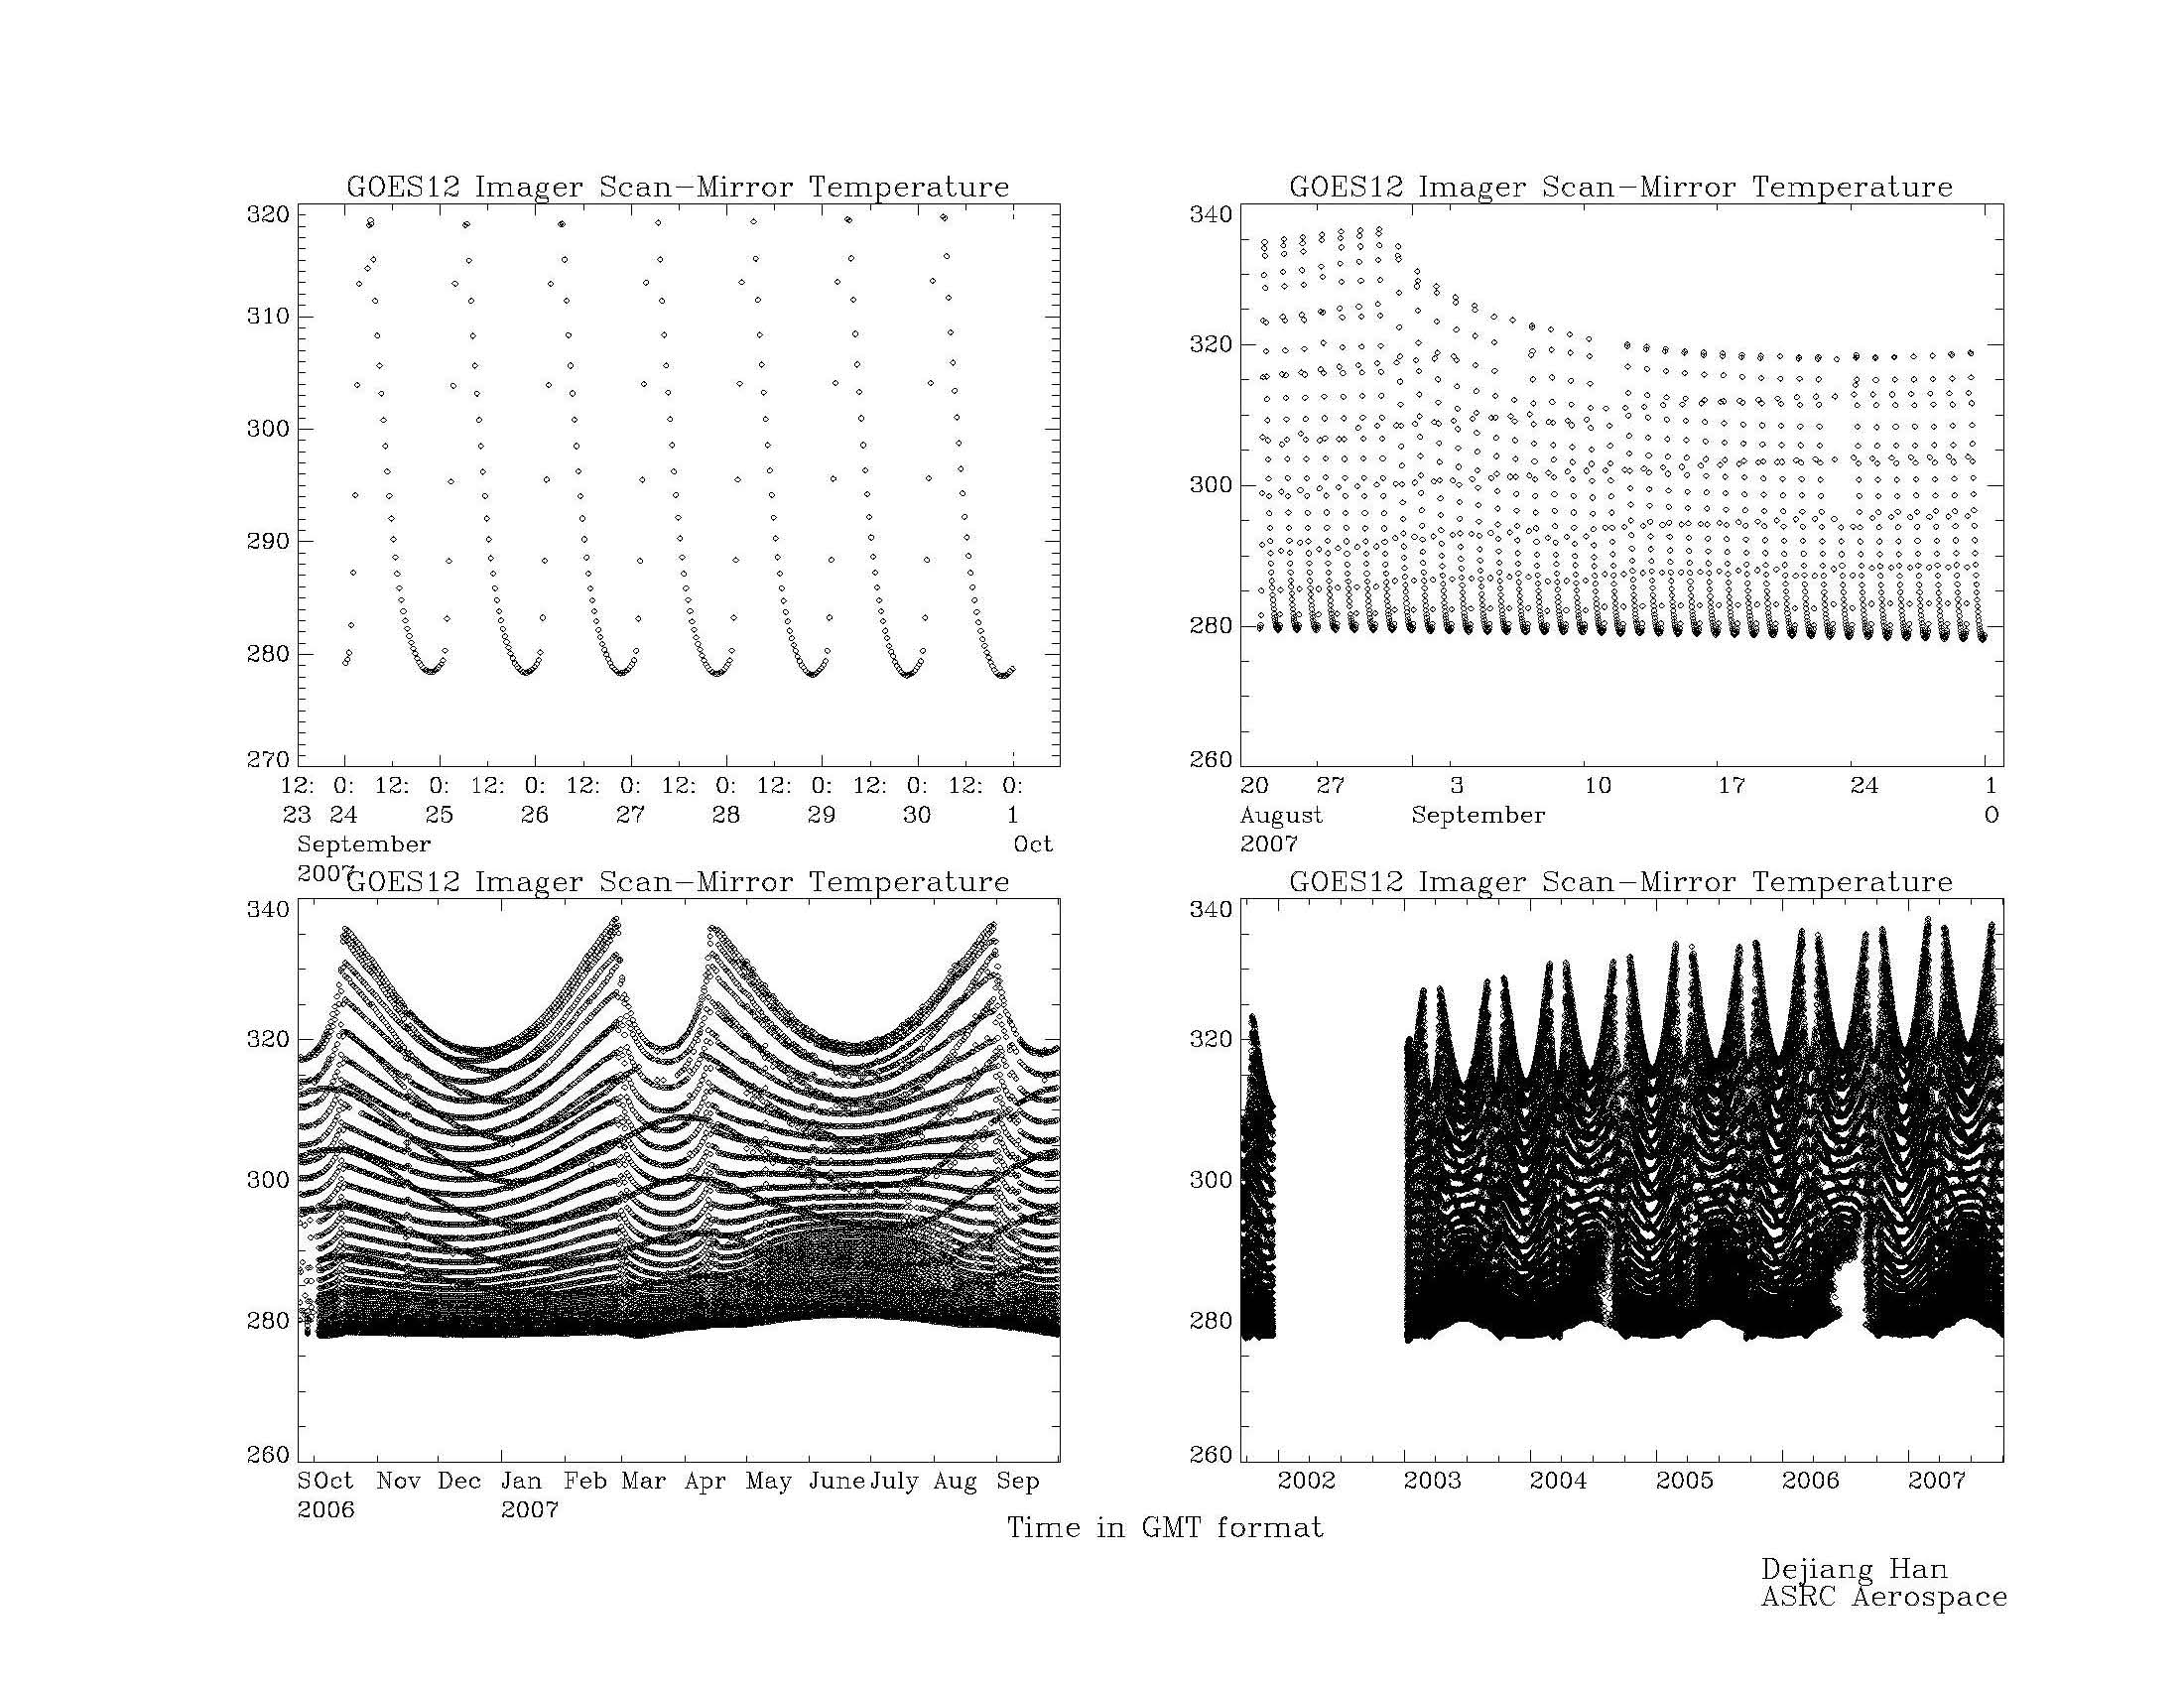 GOES12 Imager Scan-Mirror Temperature
320
310
300
290
280
270
12: 0: 12: 0: 12: 0: 12: 0: 12: 0: 12: 0: 12: 0: 12: 0:
23 24 25 26 27 28 29 30 1
September Oct
2007
GOES12 Imager Scan-Mirror Temperature
340
320
300
280
260
20 27 3 10 17 24 1
August September O
2007
GOES12 Imager Scan-Mirror Temperature
340
320
300
280
260
S Oct Nov Dec Jan Feb Mar Apr May June July Aug Sep
2006 2007
GOES12 Imager Scan-Mirror Temperature
340
320
300
280
260
2002 2003 2004 2005 2006 2007
Time in GMT format
Dejiang Han
ASRC Aerospace